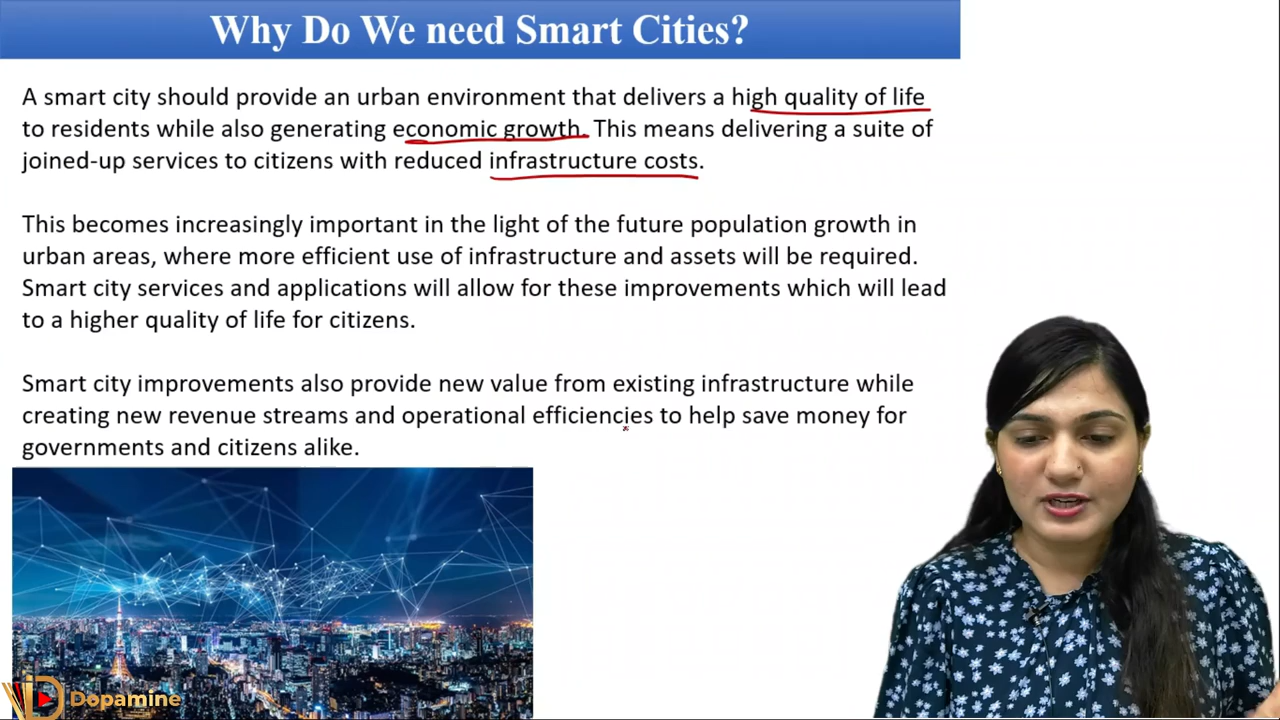 Why Do We need Smart Cities?
A smart city should provide an urban environment that delivers a high quality of life
to residents while also generating economic growth. This means delivering a suite of
joined-up services to citizens with reduced infrastructure costs.
This becomes increasingly important in the light of the future population growth in
urban areas, where more efficient use of infrastructure and assets will be required.
Smart city services and applications will allow for these improvements which will lead
to a higher quality of life for citizens.
Smart city improvements also provide new value from existing infrastructure while
creating new revenue streams and operational efficiencies to help save money for
governments and citizens alike.
Dopamine